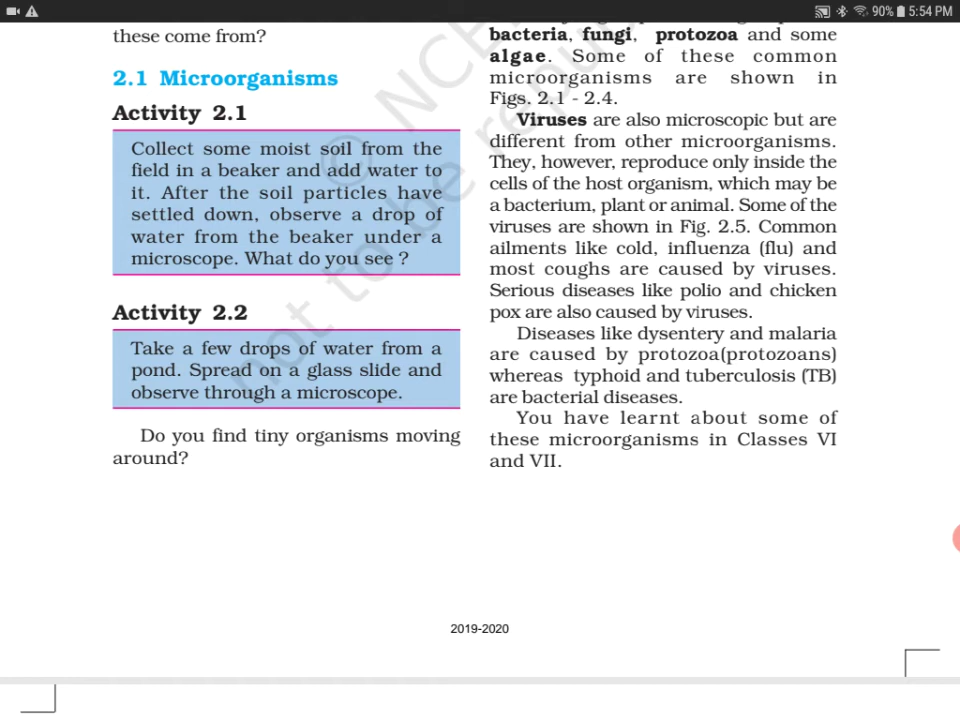 90% 5:54 PM
these come from?
2.1 Microorganisms
Activity 2.1
Collect some moist soil from the
field in a beaker and add water to
it. After the soil particles have
settled down, observe a drop of
water from the beaker under a
microscope. What do you see ?
Activity 2.2
Take a few drops of water from a
pond. Spread on a glass slide and
observe through a microscope.
Do you find tiny organisms moving
around?
bacteria, fungi, protozoa and some
algae. Some of these common
microorganisms are shown in
Figs. 2.1 - 2.4.
Viruses are also microscopic but are
different from other microorganisms.
They, however, reproduce only inside the
cells of the host organism, which may be
a bacterium, plant or animal. Some of the
viruses are shown in Fig. 2.5. Common
ailments like cold, influenza (flu) and
most coughs are caused by viruses.
Serious diseases like polio and chicken
pox are also caused by viruses.
Diseases like dysentery and malaria
are caused by protozoa(protozoans)
whereas typhoid and tuberculosis (TB)
are bacterial diseases.
You have learnt about some of
these microorganisms in Classes VI
and VII.
© NCE
not to be repu
2019-2020